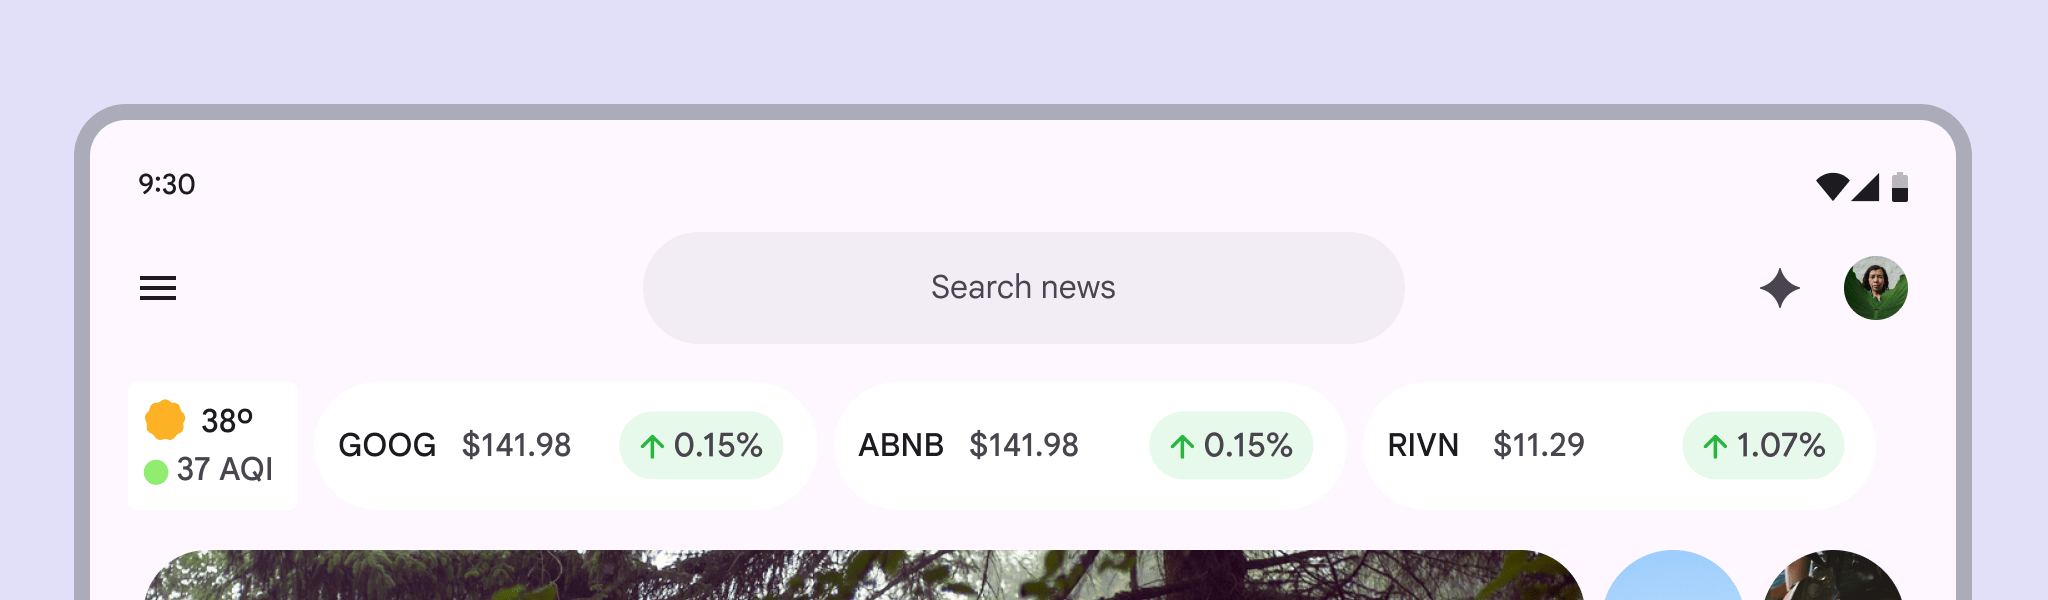 9:30
Search news
38º
37 AQI
GOOG $141.98 0.15%
ABNB $141.98 0.15%
RIVN $11.29 1.07%